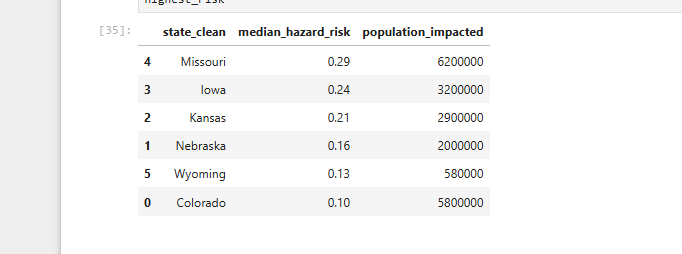 highest_risk
[35]:
state_clean median_hazard_risk population_impacted
4 Missouri 0.29 6200000
3 Iowa 0.24 3200000
2 Kansas 0.21 2900000
1 Nebraska 0.16 2000000
5 Wyoming 0.13 580000
0 Colorado 0.10 5800000